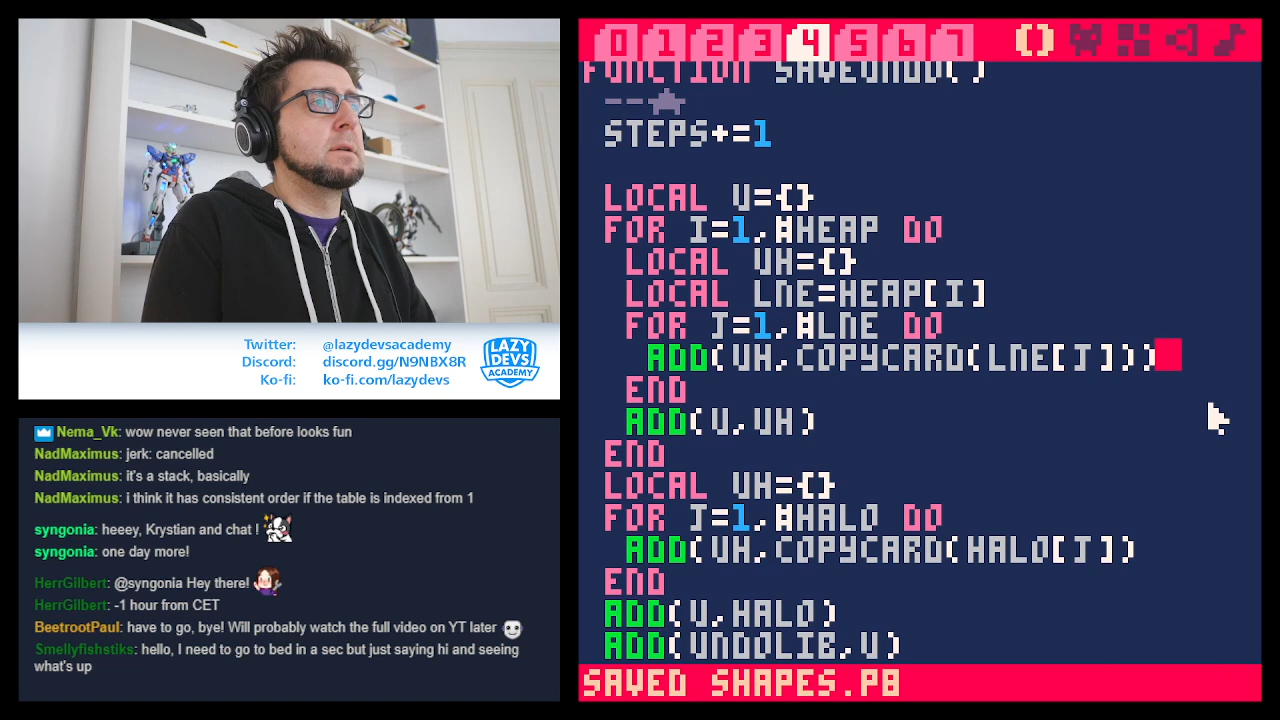 Twitter: @lazydevsacademy
Discord: discord.gg/N9NBX8R
Ko-fi: ko-fi.com/lazydevs
LAZY
DEVS
ACADEMY
Nema_Vk: wow never seen that before looks fun
NadMaximus: jerk: cancelled
NadMaximus: it's a stack, basically
NadMaximus: i think it has consistent order if the table is indexed from 1
syngonia: heeey, Krystian and chat !
syngonia: one day more!
HerrGilbert: @syngonia Hey there!
HerrGilbert: -1 hour from CET
BeetrootPaul: have to go, bye! Will probably watch the full video on YT later
Smellyfishstiks: hello, I need to go to bed in a sec but just saying hi and seeing
what's up
0 1 2 3 4 5 6 7 ()
FUNCTION SAVEUNDO()
--
STEPS+=1
LOCAL U={}
FOR I=1,#HEAP DO
LOCAL UH={}
LOCAL LNE=HEAP[I]
FOR J=1,#LNE DO
ADD(UH,COPYCARD(LNE[J]))
END
ADD(U,UH)
END
LOCAL UH={}
FOR J=1,#HALO DO
ADD(UH,COPYCARD(HALO[J])
END
ADD(U,HALO)
ADD(UNDOLIB,U)
SAVED SHAPES.P8